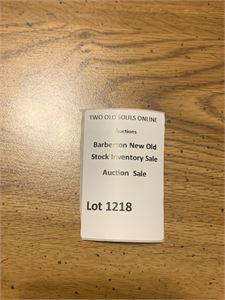 TWO OLD SOULS ONLINE
Auctions
Barberton New Old
Stock Inventory Sale
Auction Sale
Lot 1218